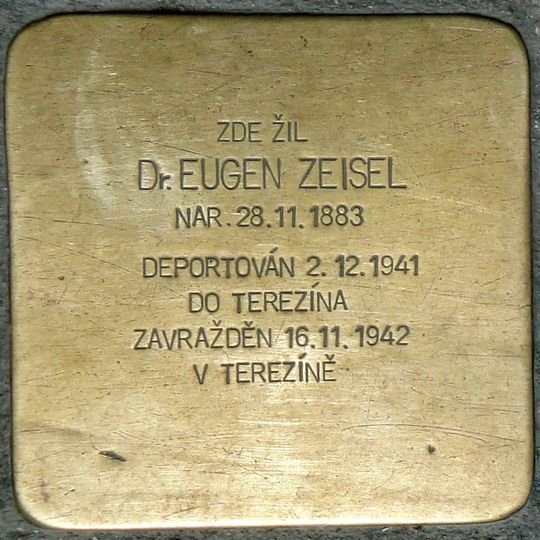 ZDE ŽIL
Dr. EUGEN ZEISEL
NAR. 28.11.1883
DEPORTOVÁN 2.12.1941
DO TEREZÍNA
ZAVRAŽDĚN 16.11.1942
V TEREZÍNĚ